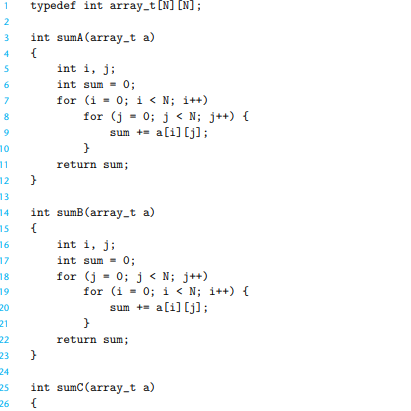 1 typedef int array_t[N][N];
2
3 int sumA(array_t a)
4 {
5 int i, j;
6 int sum = 0;
7 for (i = 0; i < N; i++)
8 for (j = 0; j < N; j++) {
9 sum += a[i][j];
10 }
11 return sum;
12 }
13
14 int sumB(array_t a)
15 {
16 int i, j;
17 int sum = 0;
18 for (j = 0; j < N; j++)
19 for (i = 0; i < N; i++) {
20 sum += a[i][j];
21 }
22 return sum;
23 }
24
25 int sumC(array_t a)
26 {